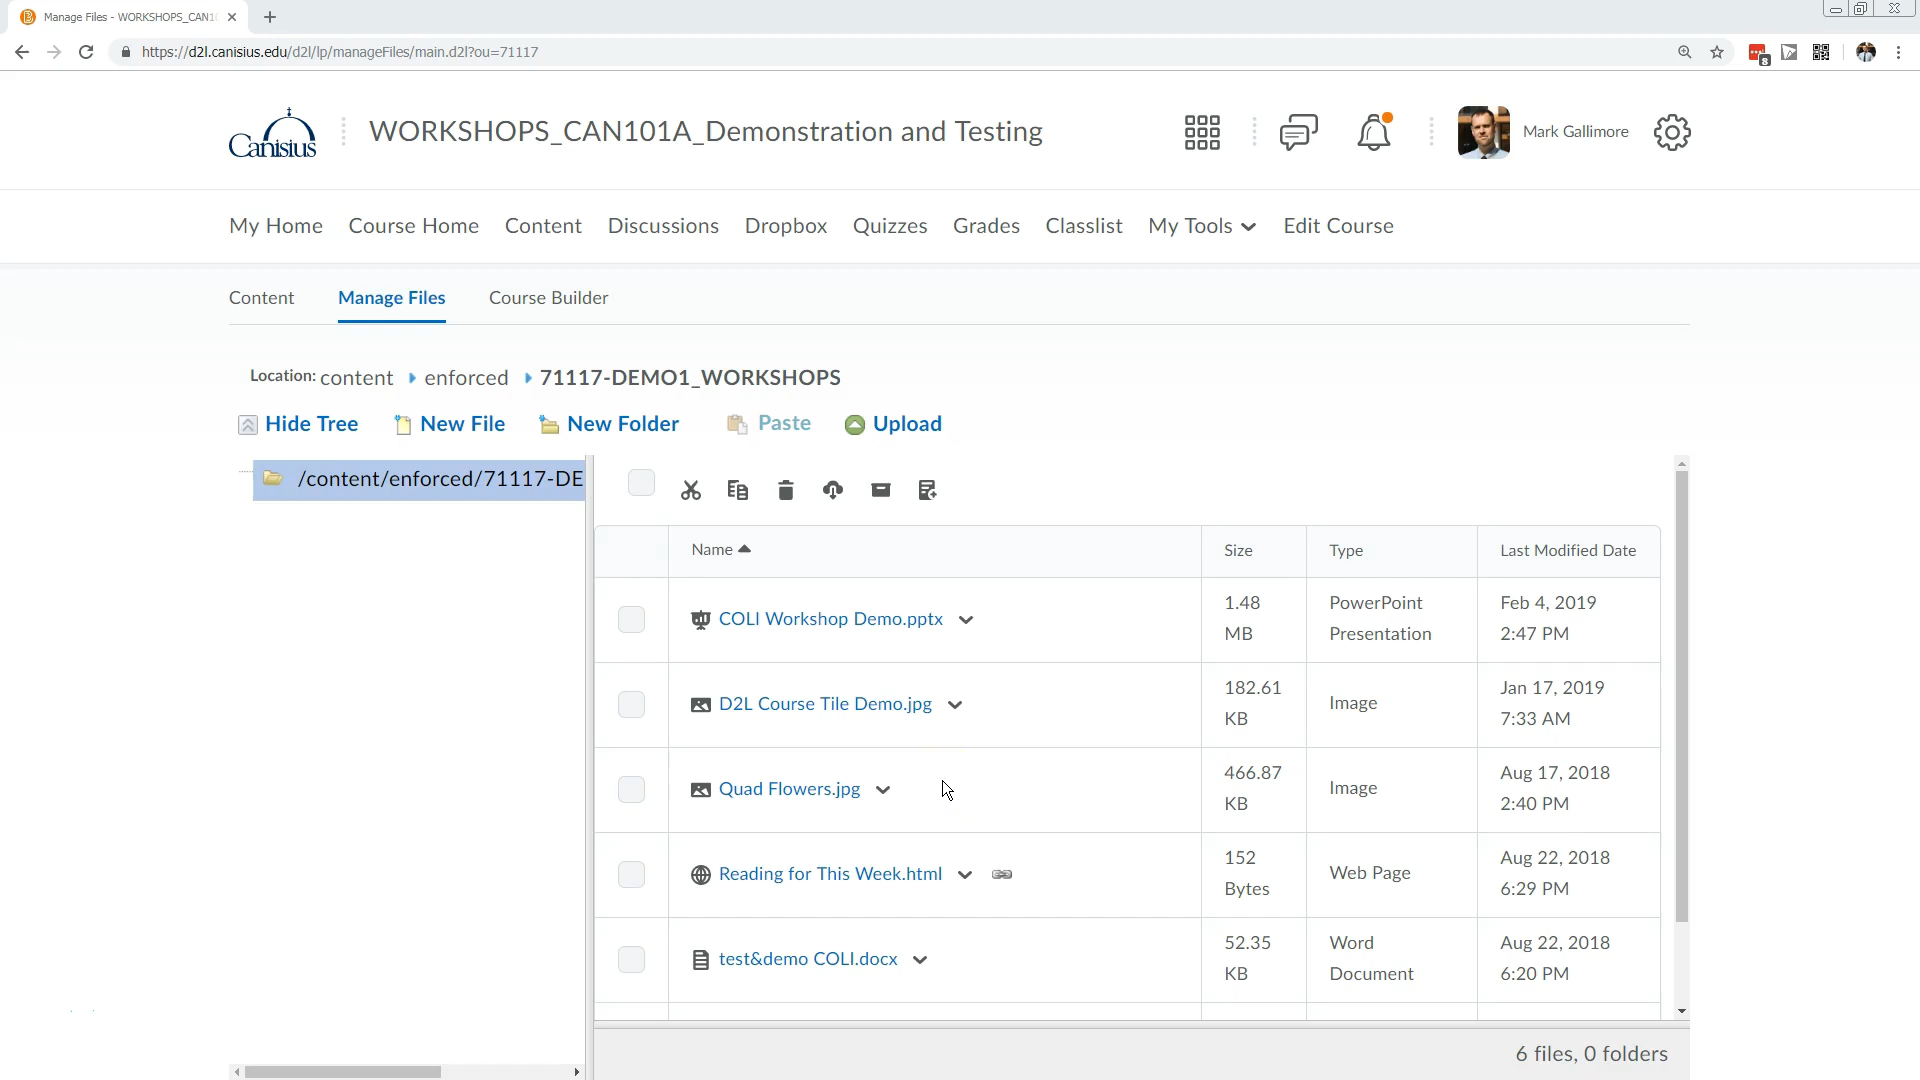 Manage Files - WORKSHOPS_CAN10
https://d2l.canisius.edu/d2l/lp/manageFiles/main.d2l?ou=71117
8
Canisius
WORKSHOPS_CAN101A_Demonstration and Testing
Mark Gallimore
My Home Course Home Content Discussions Dropbox Quizzes Grades Classlist My Tools Edit Course
Content Manage Files Course Builder
Location: content enforced 71117-DEMO1_WORKSHOPS
Hide Tree New File New Folder Paste Upload
/content/enforced/71117-DE
Name Size Type Last Modified Date
COLI Workshop Demo.pptx 1.48 MB PowerPoint Presentation Feb 4, 2019 2:47 PM
D2L Course Tile Demo.jpg 182.61 KB Image Jan 17, 2019 7:33 AM
Quad Flowers.jpg 466.87 KB Image Aug 17, 2018 2:40 PM
Reading for This Week.html 152 Bytes Web Page Aug 22, 2018 6:29 PM
test&demo COLI.docx 52.35 KB Word Document Aug 22, 2018 6:20 PM
6 files, 0 folders